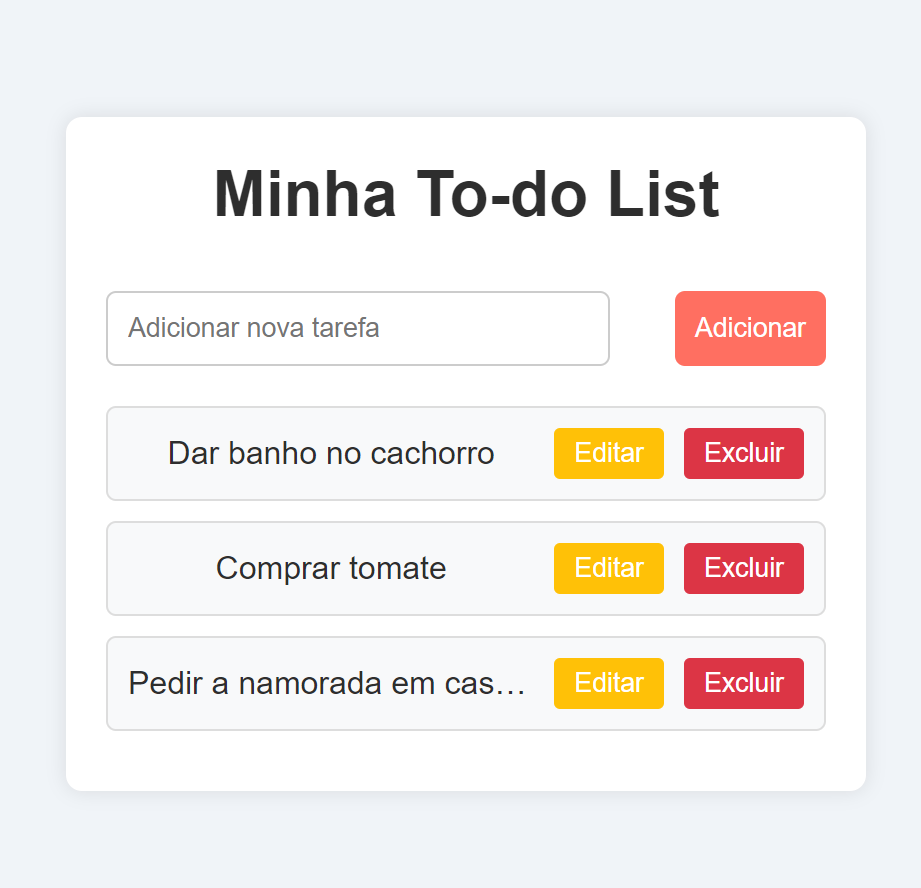 Minha To-do List
Adicionar nova tarefa Adicionar
Dar banho no cachorro Editar Excluir
Comprar tomate Editar Excluir
Pedir a namorada em cas… Editar Excluir